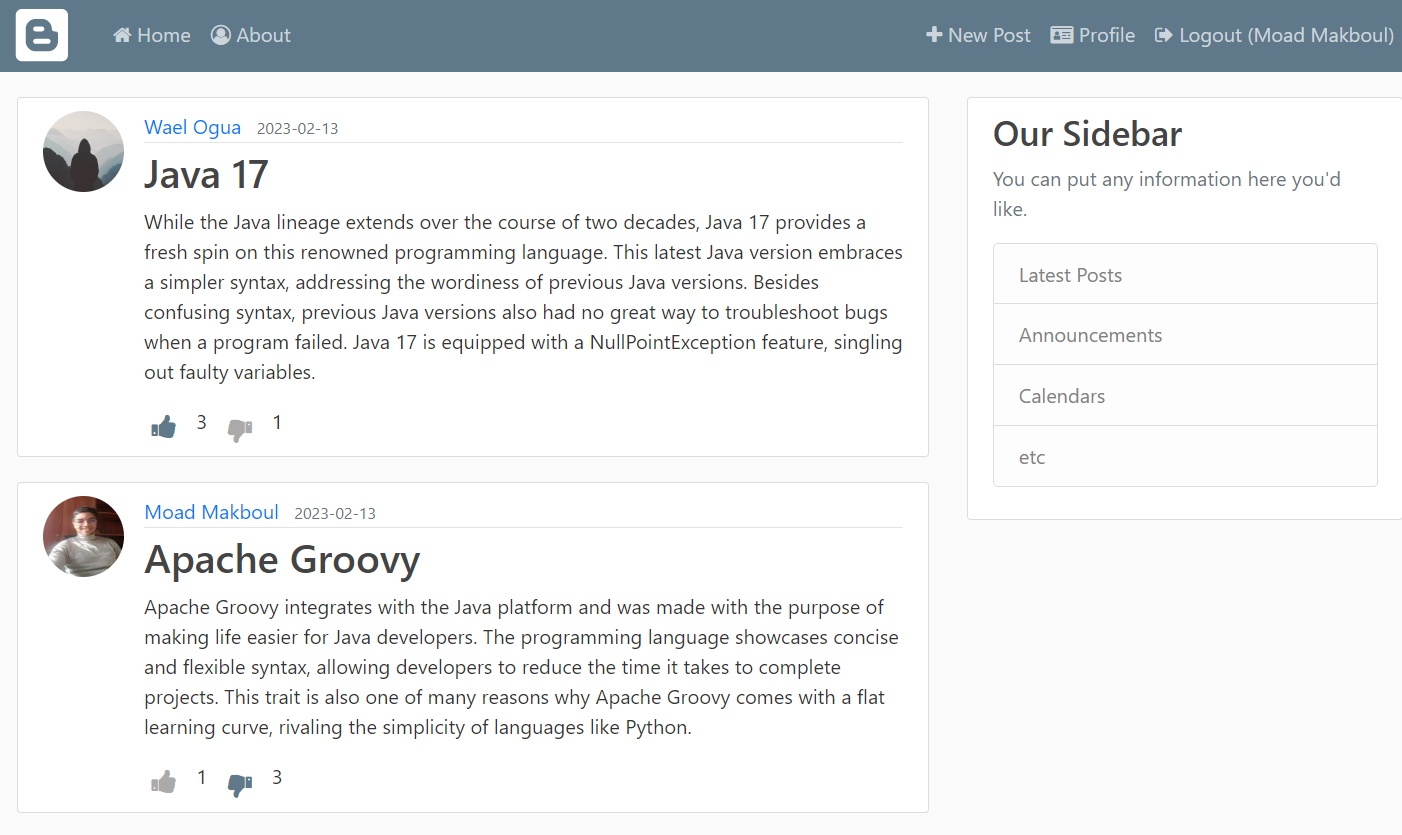 Home About New Post Profile Logout (Moad Makboul)
Wael Ogua 2023-02-13
Java 17
While the Java lineage extends over the course of two decades, Java 17 provides a
fresh spin on this renowned programming language. This latest Java version embraces
a simpler syntax, addressing the wordiness of previous Java versions. Besides
confusing syntax, previous Java versions also had no great way to troubleshoot bugs
when a program failed. Java 17 is equipped with a NullPointException feature, singling
out faulty variables.
3 1
Moad Makboul 2023-02-13
Apache Groovy
Apache Groovy integrates with the Java platform and was made with the purpose of
making life easier for Java developers. The programming language showcases concise
and flexible syntax, allowing developers to reduce the time it takes to complete
projects. This trait is also one of many reasons why Apache Groovy comes with a flat
learning curve, rivaling the simplicity of languages like Python.
1 3
Our Sidebar
You can put any information here you'd
like.
Latest Posts
Announcements
Calendars
etc